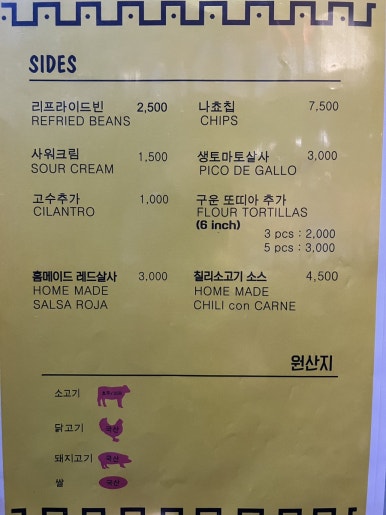 SIDES
리프라이드빈 2,500
REFRIED BEANS
사워크림 1,500
SOUR CREAM
고수추가 1,000
CILANTRO
홈메이드 레드살사 3,000
HOME MADE
SALSA ROJA
나쵸칩 7,500
CHIPS
생토마토살사 3,000
PICO DE GALLO
구운 또띠아 추가
FLOUR TORTILLAS
(6 inch)
3 pcs : 2,000
5 pcs : 3,000
칠리소고기 소스 4,500
HOME MADE
CHILI con CARNE
원산지
소고기
닭고기 국산
돼지고기 국산
쌀 국산